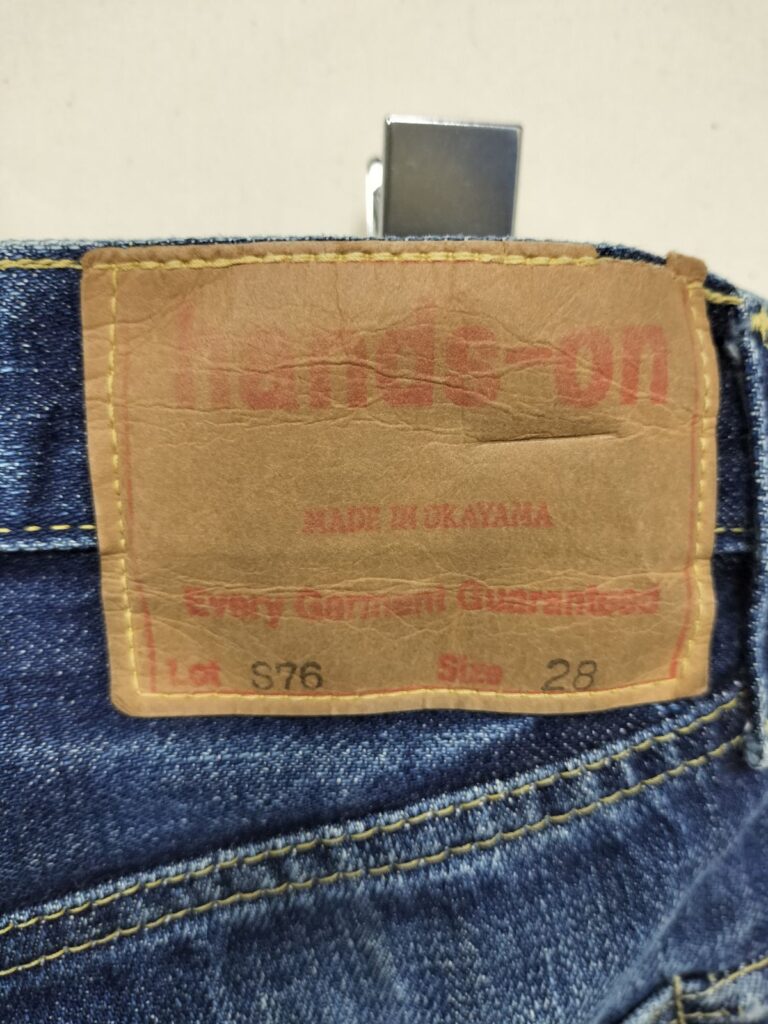 hands-on
MADE IN OKAYAMA
Every Garment Guaranteed
Lot S76 Size 28